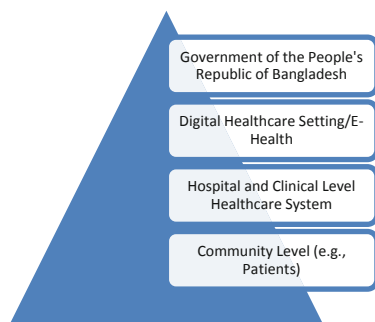 Government of the People's
Republic of Bangladesh
Digital Healthcare Setting/E-
Health
Hospital and Clinical Level
Healthcare System
Community Level (e.g.,
Patients)